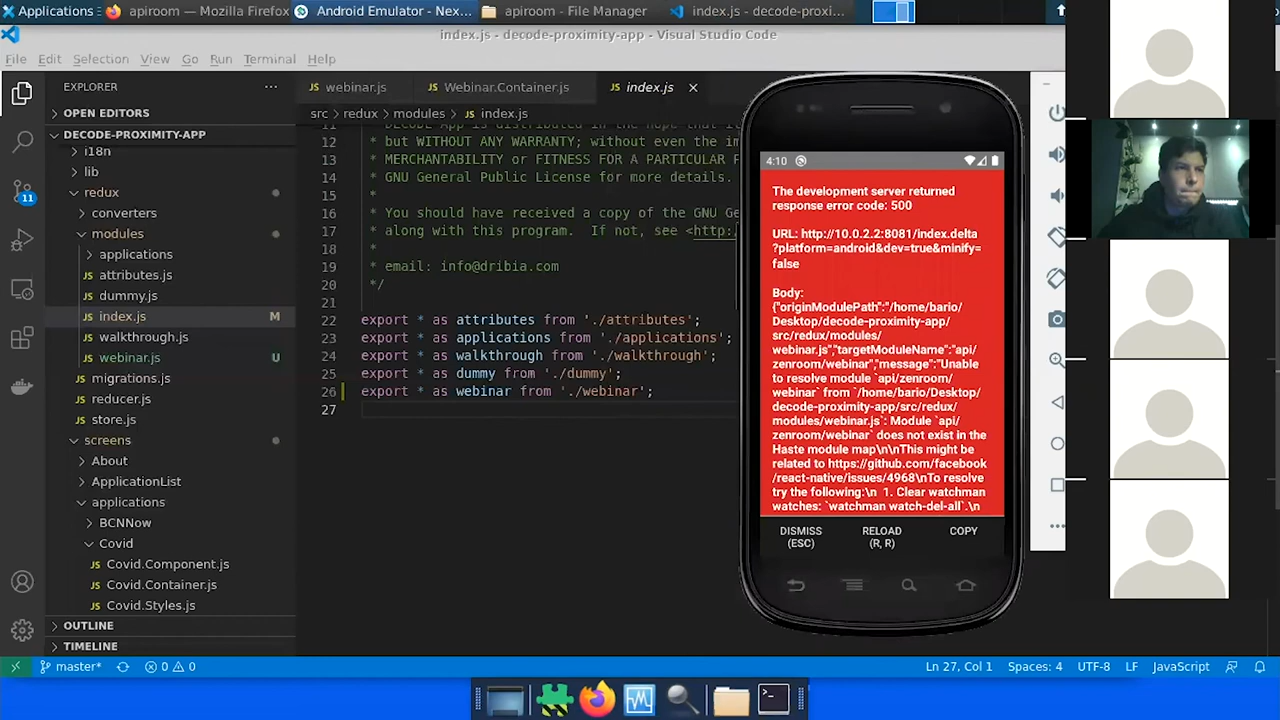 Applications
apiroom — Mozilla Firefox
Android Emulator - Nex...
apiroom - File Manager
index.js - decode-proxi...
index.js - decode-proximity-app - Visual Studio Code
File Edit Selection View Go Run Terminal Help
EXPLORER
OPEN EDITORS
DECODE-PROXIMITY-APP
i18n
lib
redux
converters
modules
applications
attributes.js
dummy.js
index.js M
walkthrough.js
webinar.js U
migrations.js
reducer.js
store.js
screens
About
ApplicationList
applications
BCNNow
Covid
Covid.Component.js
Covid.Container.js
Covid.Styles.js
OUTLINE
TIMELINE
11
JS webinar.js
JS Webinar.Container.js
JS index.js
src > redux > modules > JS index.js
12 * but WITHOUT ANY WARRANTY; without even the im
13 * MERCHANTABILITY or FITNESS FOR A PARTICULAR P
14 * GNU General Public License for more details.
15 *
16 * You should have received a copy of the GNU Ge
17 * along with this program. If not, see <http:/
18 *
19 * email: info@dribia.com
20 */
21
22 export * as attributes from './attributes';
23 export * as applications from './applications';
24 export * as walkthrough from './walkthrough';
25 export * as dummy from './dummy';
26 export * as webinar from './webinar';
27
4:10
The development server returned
response error code: 500
URL: http://10.0.2.2:8081/index.delta
?platform=android&dev=true&minify=
false
Body:
{"originModulePath":"/home/bario/
Desktop/decode-proximity-app/
src/redux/modules/
webinar.js","targetModuleName":"api/
zenroom/webinar","message":"Unable
to resolve module `api/zenroom/
webinar` from `/home/bario/Desktop/
decode-proximity-app/src/redux/
modules/webinar.js`: Module `api/
zenroom/webinar` does not exist in the
Haste module map\n\nThis might be
related to https://github.com/facebook
/react-native/issues/4968\nTo resolve
try the following:\n 1. Clear watchman
watches: `watchman watch-del-all`.\n
DISMISS
(ESC)
RELOAD
(R, R)
COPY
master*
0
0
Ln 27, Col 1
Spaces: 4
UTF-8
LF
JavaScript